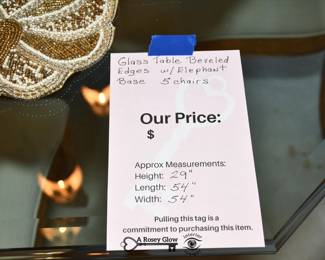 Glass Table Beveled
Edges w/Elephant
Base 5 chairs
Our Price:
$
Approx Measurements:
Height: 29"
Length: 54"
Width: 54"
Pulling this tag is a
commitment to purchasing this item.
A Rosey Glow
interior